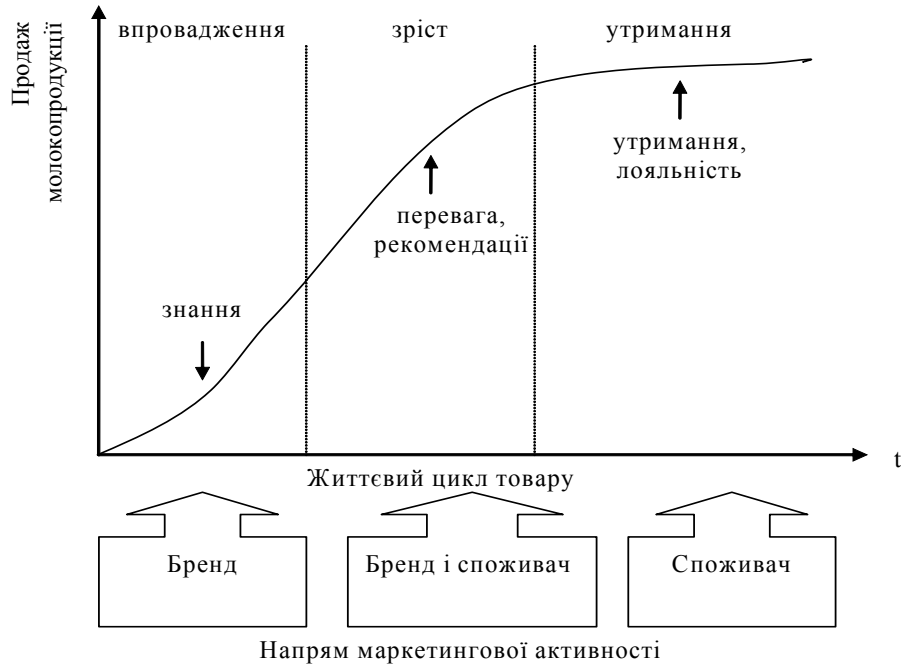 Продаж
молокопродукції
впровадження
зріст
утримання
утримання,
лояльність
перевага,
рекомендації
знання
t
Життєвий цикл товару
Бренд
Бренд і споживач
Споживач
Напрям маркетингової активності